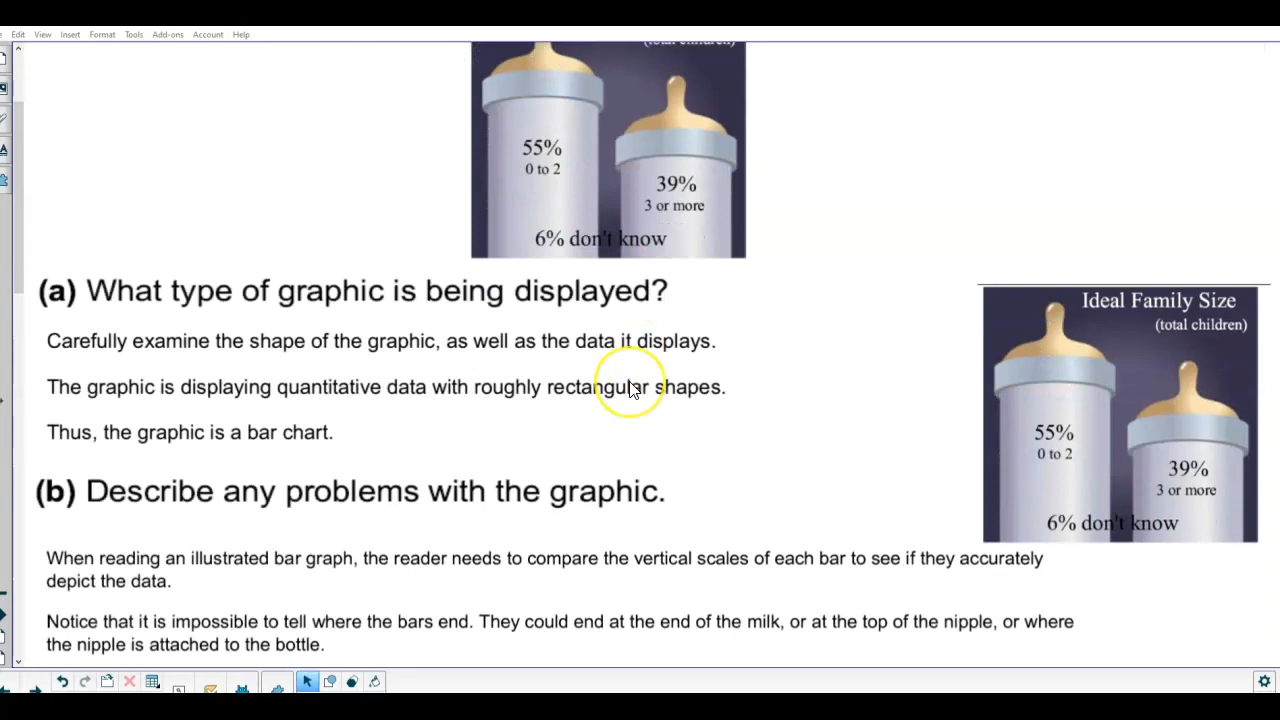 Edit View Insert Format Tools Add-ons Account Help
(total children)
55%
0 to 2
39%
3 or more
6% don't know
(a) What type of graphic is being displayed?
Carefully examine the shape of the graphic, as well as the data it displays.
The graphic is displaying quantitative data with roughly rectangular shapes.
Thus, the graphic is a bar chart.
Ideal Family Size
(total children)
55%
0 to 2
39%
3 or more
6% don't know
(b) Describe any problems with the graphic.
When reading an illustrated bar graph, the reader needs to compare the vertical scales of each bar to see if they accurately
depict the data.
Notice that it is impossible to tell where the bars end. They could end at the end of the milk, or at the top of the nipple, or where
the nipple is attached to the bottle.